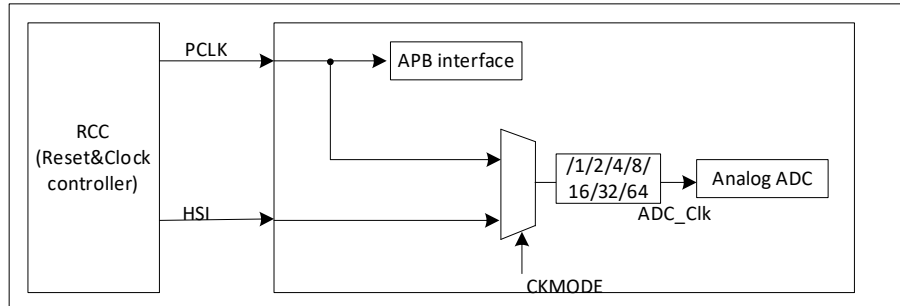 PCLK
APB interface
RCC
(Reset&Clock
controller)
/1/2/4/8/
16/32/64
Analog ADC
HSI
ADC_Clk
CKMODE